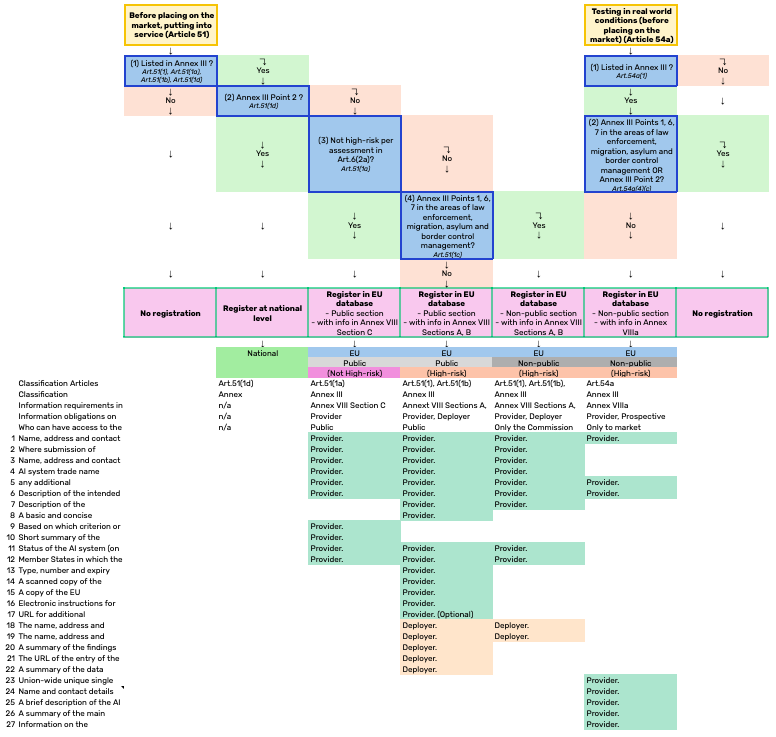 Before placing on the
market, putting into
service (Article 51)
Testing in real world
conditions (before
placing on the
market) (Article 54a)
↓
↓
(1) Listed in Annex III ?
Art.51(1), Art.51(1a),
Art.51(1b), Art.51(1d)
Yes
↓
(1) Listed in Annex III ?
Art.54a(1)
No
↓
↓
No
↓
(2) Annex III Point 2 ?
Art.51(1d)
No
↓
↓
Yes
↓
↓
↓
↓
Yes
↓
(3) Not high-risk per
assessment in
Art.6(2a)?
Art.51(1a)
No
↓
(2) Annex III Points 1, 6,
7 in the areas of law
enforcement,
migration, asylum and
border control
management OR
Annex III Point 2?
Art.54a(4)(c)
Yes
↓
↓
↓
↓
Yes
↓
(4) Annex III Points 1, 6,
7 in the areas of law
enforcement,
migration, asylum and
border control
management?
Art.51(1c)
Yes
↓
↓
No
↓
↓
↓
↓
↓
↓
No
↓
↓
↓
↓
No registration
Register at national
level
Register in EU
database
- Public section
- with info in Annex VIII
Section C
Register in EU
database
- Public section
- with info in Annex VIII
Sections A, B
Register in EU
database
- Non-public section
- with info in Annex VIII
Sections A, B
Register in EU
database
- Non-public section
- with info in Annex
VIIIa
No registration
↓ ↓ ↓ ↓ ↓
National EU EU EU EU
Public Public Non-public Non-public
(Not High-risk) (High-risk) (High-risk) (High-risk)
Classification Articles Art.51(1d) Art.51(1a) Art.51(1), Art.51(1b) Art.51(1), Art.51(1b), Art.54a
Classification Annex Annex III Annex III Annex III Annex III
Information requirements in n/a Annex VIII Section C Annext VIII Sections A, Annex VIII Sections A, Annex VIIIa
Information obligations on n/a Provider Provider, Deployer Provider, Deployer Provider, Prospective
Who can have access to the n/a Public Public Only the Commission Only to market
1 Name, address and contact Provider. Provider. Provider. Provider.
2 Where submission of Provider. Provider. Provider.
3 Name, address and contact Provider. Provider. Provider.
4 AI system trade name Provider. Provider. Provider.
5 any additional Provider. Provider. Provider. Provider.
6 Description of the intended Provider. Provider. Provider. Provider.
7 Description of the Provider. Provider.
8 A basic and concise Provider.
9 Based on which criterion or Provider.
10 Short summary of the Provider.
11 Status of the AI system (on Provider. Provider. Provider.
12 Member States in which the Provider. Provider. Provider.
13 Type, number and expiry Provider.
14 A scanned copy of the Provider.
15 A copy of the EU Provider.
16 Electronic instructions for Provider.
17 URL for additional Provider. (Optional)
18 The name, address and Deployer. Deployer.
19 The name, address and Deployer. Deployer.
20 A summary of the findings Deployer.
21 The URL of the entry of the Deployer.
22 A summary of the data Deployer.
23 Union-wide unique single Provider.
24 Name and contact details Provider.
25 A brief description of the AI Provider.
26 A summary of the main Provider.
27 Information on the Provider.